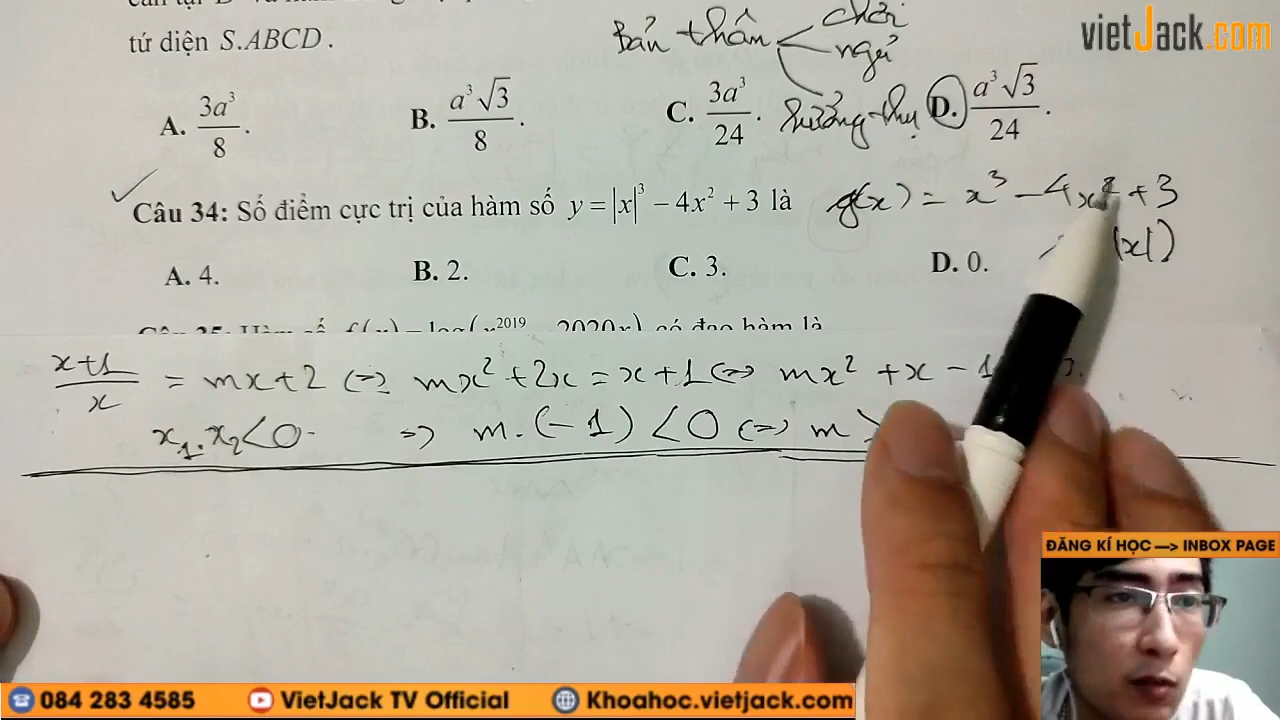 tứ diện S.ABCD.
Bản thân chơi
ngủ
hưởng thụ
A. 3a³/8.
B. a³√3/8.
C. 3a³/24.
D. a³√3/24.
Câu 34: Số điểm cực trị của hàm số y = |x|³ − 4x² + 3 là
g(x) = x³ − 4x² + 3
(|x|)
A. 4.
B. 2.
C. 3.
D. 0.
(x+1)/x = mx+2 ⇔ mx² + 2x = x + 1 ⇔ mx² + x − 1
x₁.x₂<0 ⇒ m.(−1) <0 ⇔ m >
vietJack.com
ĐĂNG KÍ HỌC —> INBOX PAGE
084 283 4585
VietJack TV Official
Khoahoc.vietjack.com